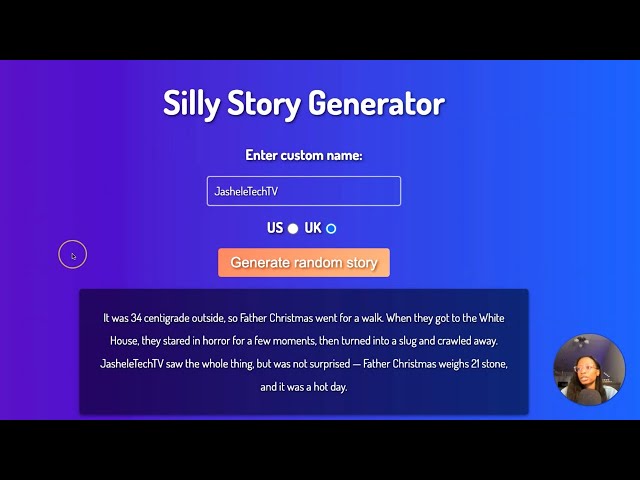 Silly Story Generator
Enter custom name:
JasheleTechTV
US UK
Generate random story
It was 34 centigrade outside, so Father Christmas went for a walk. When they got to the White
House, they stared in horror for a few moments, then turned into a slug and crawled away.
JasheleTechTV saw the whole thing, but was not surprised — Father Christmas weighs 21 stone,
and it was a hot day.